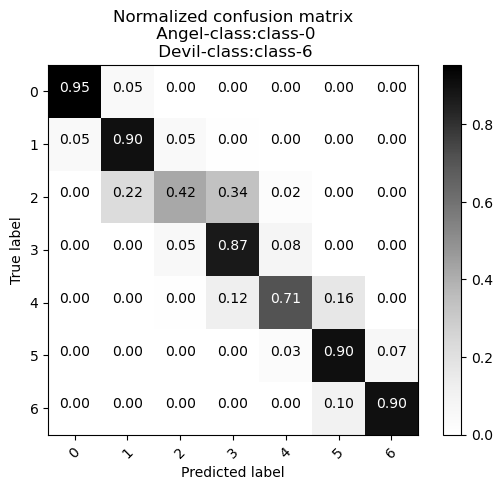 Normalized confusion matrix
Angel-class:class-0
Devil-class:class-6
0 0.95 0.05 0.00 0.00 0.00 0.00 0.00
1 0.05 0.90 0.05 0.00 0.00 0.00 0.00
2 0.00 0.22 0.42 0.34 0.02 0.00 0.00
3 0.00 0.00 0.05 0.87 0.08 0.00 0.00
4 0.00 0.00 0.00 0.12 0.71 0.16 0.00
5 0.00 0.00 0.00 0.00 0.03 0.90 0.07
6 0.00 0.00 0.00 0.00 0.00 0.10 0.90
0 1 2 3 4 5 6
True label
Predicted label
0.8
0.6
0.4
0.2
0.0